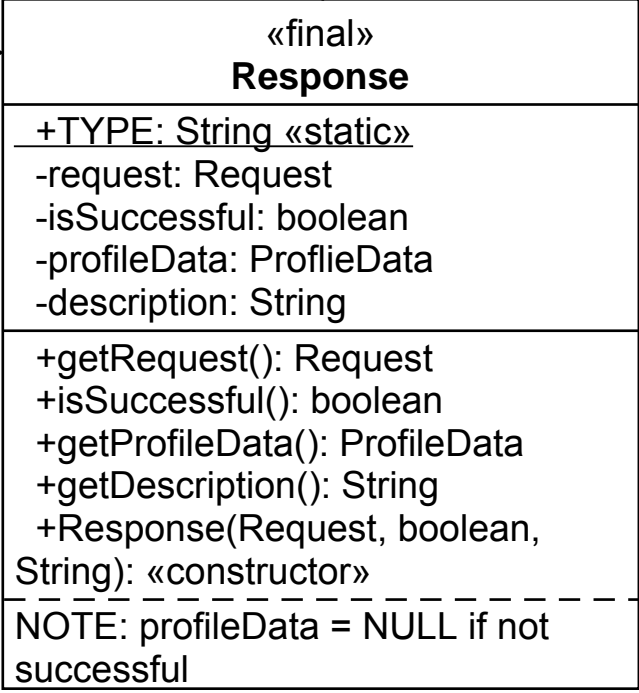 «final»
Response
+TYPE: String «static»
-request: Request
-isSuccessful: boolean
-profileData: ProflieData
-description: String
+getRequest(): Request
+isSuccessful(): boolean
+getProfileData(): ProfileData
+getDescription(): String
+Response(Request, boolean,
String): «constructor»
NOTE: profileData = NULL if not
successful